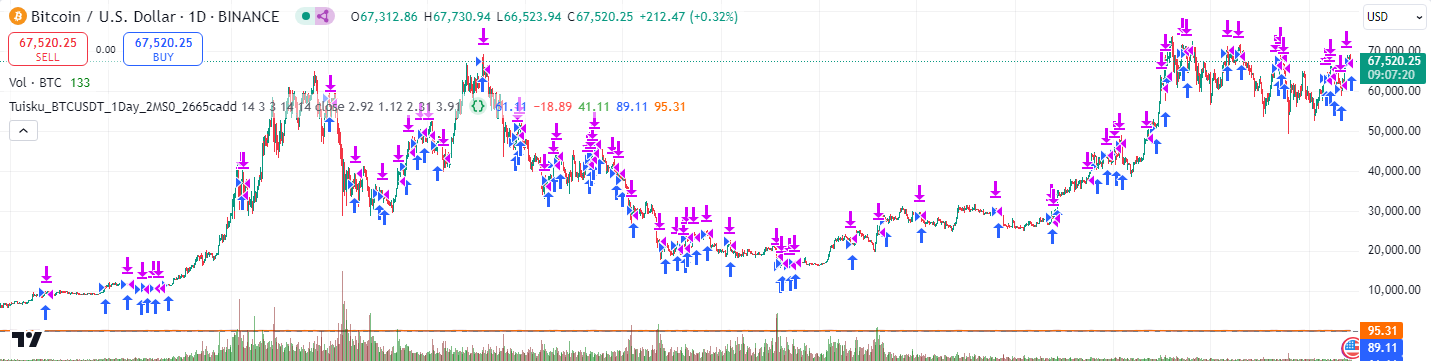 Bitcoin / U.S. Dollar · 1D · BINANCE O67,312.86 H67,730.94 L66,523.94 C67,520.25 +212.47 (+0.32%)
USD
67,520.25 SELL
0.00
67,520.25 BUY
Vol · BTC 133
Tuisku_BTCUSDT_1Day_2MS0_2665cadd 14 3 3 14 14 close 2.92 1.12 2.31 3.91 61.11 −18.89 41.11 89.11 95.31
70,000.00
67,520.25
09:07:20
60,000.00
50,000.00
40,000.00
30,000.00
20,000.00
10,000.00
95.31
89.11